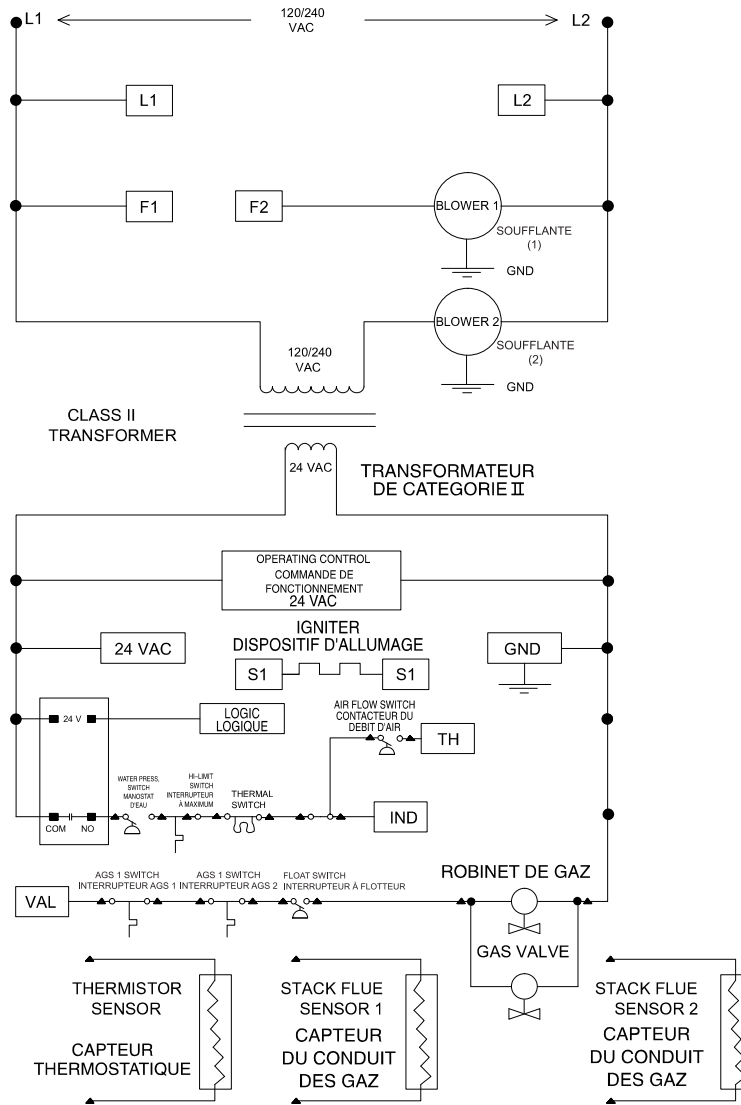 L1
120/240
VAC
L2
L1
L2
F1
F2
BLOWER 1
SOUFFLANTE
(1)
GND
BLOWER 2
SOUFFLANTE
(2)
GND
120/240
VAC
CLASS II
TRANSFORMER
24 VAC
TRANSFORMATEUR
DE CATEGORIE II
OPERATING CONTROL
COMMANDE DE
FONCTIONNEMENT
24 VAC
IGNITER
DISPOSITIF D'ALLUMAGE
24 VAC
GND
S1
S1
24 V
LOGIC
LOGIQUE
AIR FLOW SWITCH
CONTACTEUR DU
DEBIT D'AIR
TH
WATER PRESS.
SWITCH
MANOSTAT
D'EAU
HI-LIMIT
SWITCH
INTERRUPTEUR
À MAXIMUM
THERMAL
SWITCH
IND
COM
NO
AGS 1 SWITCH
INTERRUPTEUR AGS 1
AGS 1 SWITCH
INTERRUPTEUR AGS 2
FLOAT SWITCH
INTERRUPTEUR À FLOTTEUR
ROBINET DE GAZ
VAL
GAS VALVE
THERMISTOR
SENSOR
CAPTEUR
THERMOSTATIQUE
STACK FLUE
SENSOR 1
CAPTEUR
DU CONDUIT
DES GAZ
STACK FLUE
SENSOR 2
CAPTEUR
DU CONDUIT
DES GAZ